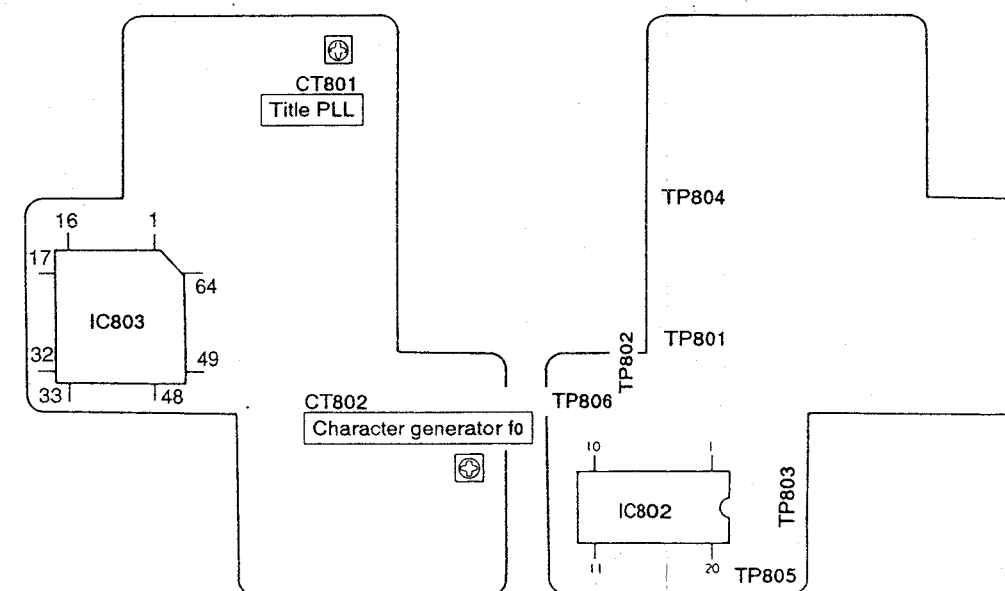 CT801
Title PLL
16 1
17
64
IC803
32
49
33
48
CT802
Character generator f0
TP804
TP801
TP802
TP806
10 1
IC802
11 20
TP803
TP805